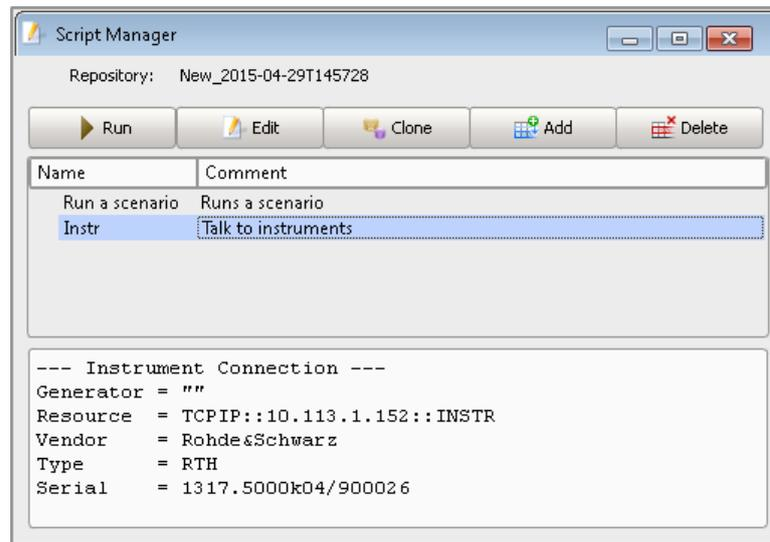 Script Manager
Repository: New_2015-04-29T145728
Run Edit Clone Add Delete
Name Comment
Run a scenario Runs a scenario
Instr Talk to instruments
--- Instrument Connection ---
Generator = ""
Resource = TCPIP::10.113.1.152::INSTR
Vendor = Rohde&Schwarz
Type = RTH
Serial = 1317.5000k04/900026